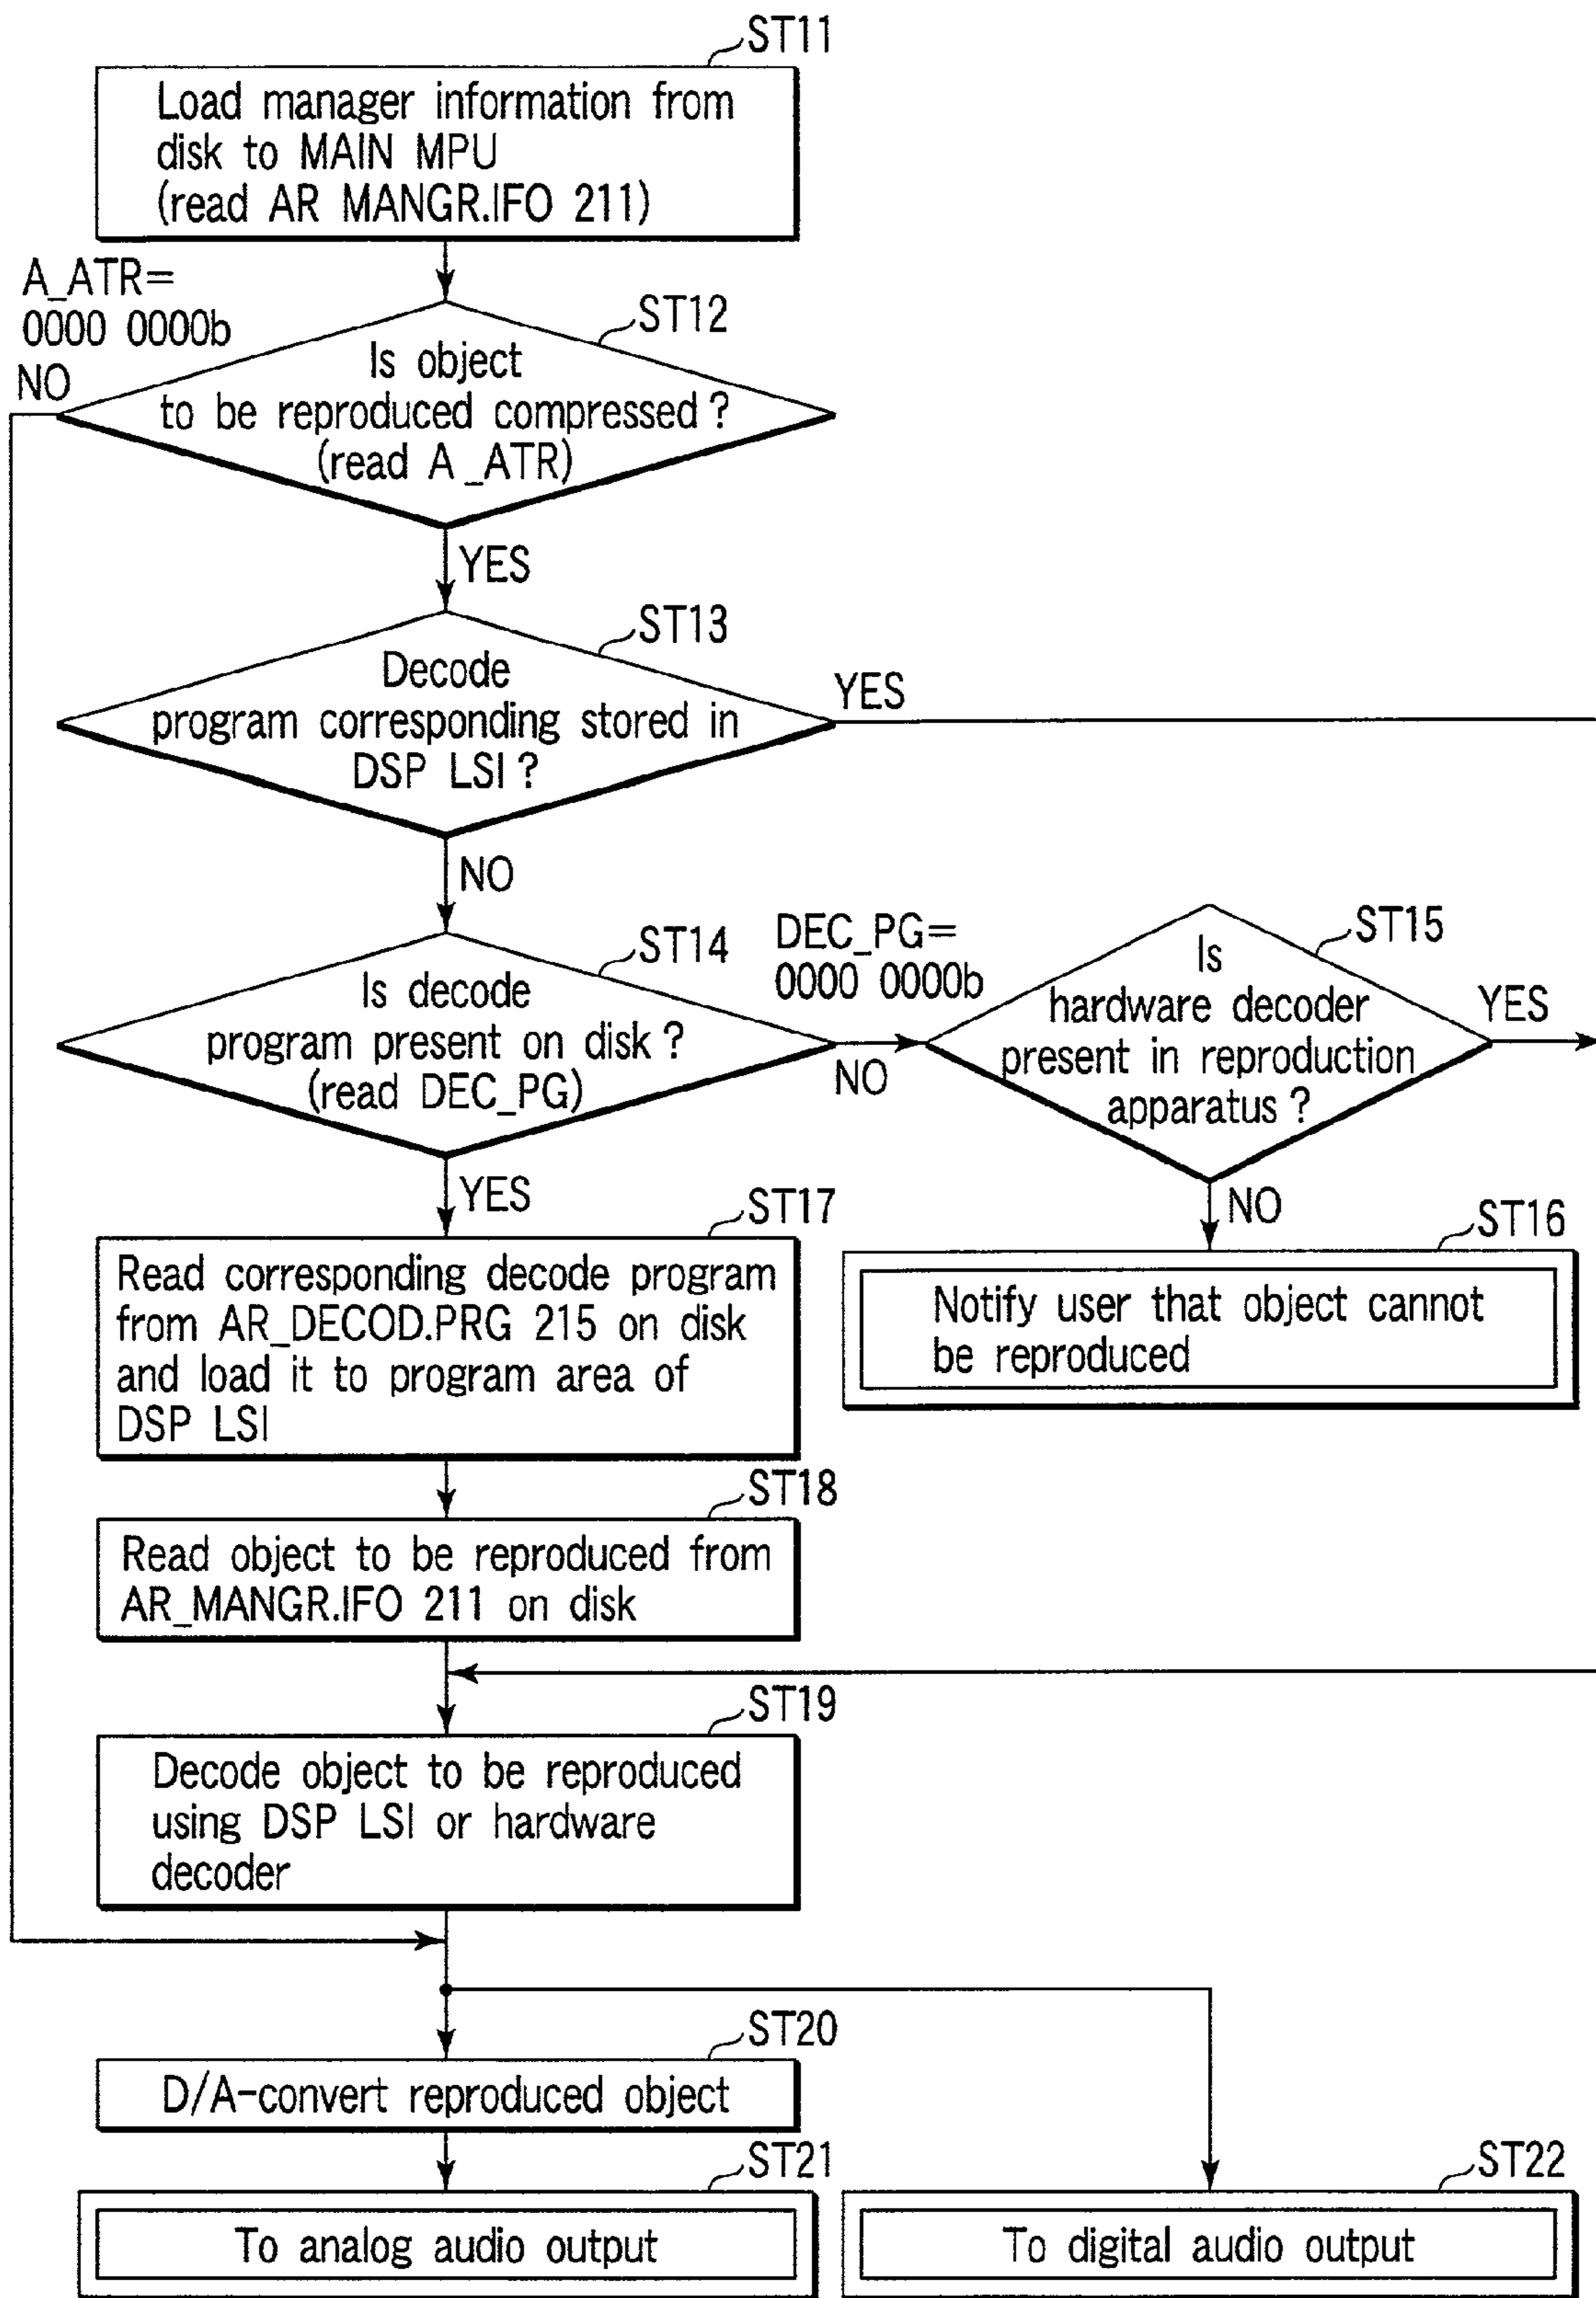 ST11
Load manager information from
disk to MAIN MPU
(read AR MANGR.IFO 211)
A_ATR=
0000 0000b
NO
ST12
Is object
to be reproduced compressed?
(read A_ATR)
YES
ST13
Decode
program corresponding stored in
DSP LSI?
YES
NO
ST14
Is decode
program present on disk?
(read DEC_PG)
DEC_PG=
0000 0000b
NO
ST15
Is
hardware decoder
present in reproduction
apparatus?
YES
YES
NO
ST17
Read corresponding decode program
from AR_DECOD.PRG 215 on disk
and load it to program area of
DSP LSI
ST16
Notify user that object cannot
be reproduced
ST18
Read object to be reproduced from
AR_MANGR.IFO 211 on disk
ST19
Decode object to be reproduced
using DSP LSI or hardware
decoder
ST20
D/A-convert reproduced object
ST21
To analog audio output
ST22
To digital audio output